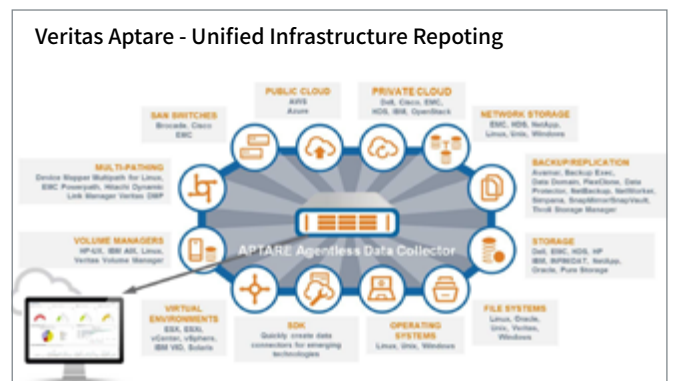 Veritas Aptare - Unified Infrastructure Repoting
PUBLIC CLOUD
AWS
Azure
PRIVATE CLOUD
Dell, Cisco, EMC,
HDS, IBM, OpenStack
SAN SWITCHES
Brocade, Cisco
EMC
NETWORK STORAGE
EMC, HDS, NetApp,
Linux, Unix, Windows
MULTI-PATHING
Device Mapper Multipath for Linux,
EMC Powerpath, Hitachi Dynamic
Link Manager Veritas DMP
BACKUP/REPLICATION
Avamar, Backup Exec,
Data Domain, FlexClone, Data
Protector, NetBackup, NetWorker,
Simpana, SnapMirror/SnapVault,
Tivoli Storage Manager
VOLUME MANAGERS
HP-UX, IBM AIX, Linux,
Veritas Volume Manager
APTARE Agentless Data Collector
STORAGE
Dell, EMC, HDS, HP
IBM, INFINIDAT, NetApp,
Oracle, Pure Storage
VIRTUAL
ENVIRONMENTS
ESX, ESXi,
vCenter, vSphere,
IBM VIO, Solaris
SDK
Quickly create data
connectors for emerging
technologies
OPERATING
SYSTEMS
Linux, Unix, Windows
FILE SYSTEMS
Linux, Oracle,
Unix, Veritas,
Windows